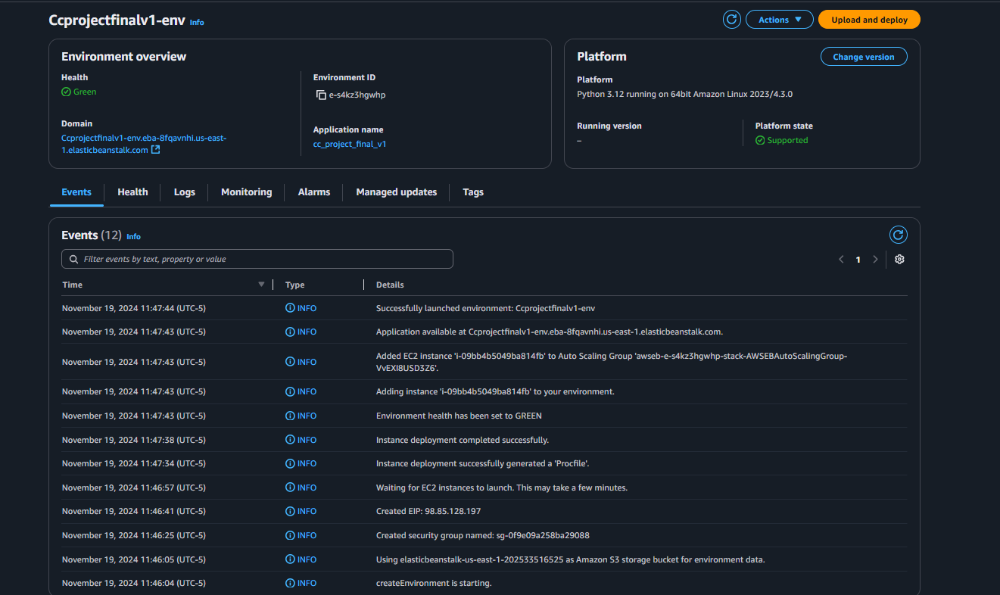 Ccprojectfinalv1-env Info
Actions
Upload and deploy
Environment overview
Health
Green
Environment ID
e-s4kz3hgwhp
Domain
Ccprojectfinalv1-env.eba-8fqavnhi.us-east-
1.elasticbeanstalk.com
Application name
cc_project_final_v1
Platform
Change version
Platform
Python 3.12 running on 64bit Amazon Linux 2023/4.3.0
Running version
–
Platform state
Supported
Events
Health
Logs
Monitoring
Alarms
Managed updates
Tags
Events (12) Info
Filter events by text, property or value
1
Time Type Details
November 19, 2024 11:47:44 (UTC-5) INFO Successfully launched environment: Ccprojectfinalv1-env
November 19, 2024 11:47:43 (UTC-5) INFO Application available at Ccprojectfinalv1-env.eba-8fqavnhi.us-east-1.elasticbeanstalk.com.
November 19, 2024 11:47:43 (UTC-5) INFO Added EC2 instance 'i-09bb4b5049ba814fb' to Auto Scaling Group 'awseb-e-s4kz3hgwhp-stack-AWSEBAutoScalingGroup-
VvEXI8USD3Z6'.
November 19, 2024 11:47:43 (UTC-5) INFO Adding instance 'i-09bb4b5049ba814fb' to your environment.
November 19, 2024 11:47:43 (UTC-5) INFO Environment health has been set to GREEN
November 19, 2024 11:47:38 (UTC-5) INFO Instance deployment completed successfully.
November 19, 2024 11:47:34 (UTC-5) INFO Instance deployment successfully generated a 'Procfile'.
November 19, 2024 11:46:57 (UTC-5) INFO Waiting for EC2 instances to launch. This may take a few minutes.
November 19, 2024 11:46:41 (UTC-5) INFO Created EIP: 98.85.128.197
November 19, 2024 11:46:25 (UTC-5) INFO Created security group named: sg-0f9e09a258ba29088
November 19, 2024 11:46:05 (UTC-5) INFO Using elasticbeanstalk-us-east-1-202533516525 as Amazon S3 storage bucket for environment data.
November 19, 2024 11:46:04 (UTC-5) INFO createEnvironment is starting.